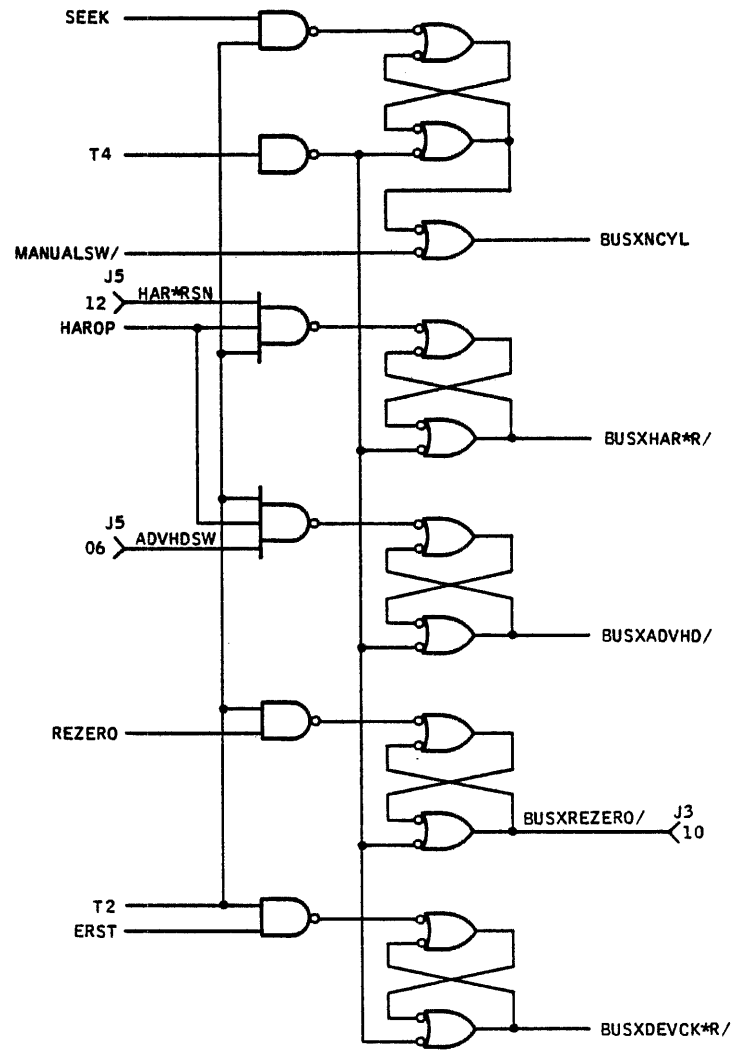 SEEK
T4
MANUALSW/
BUSXNCYL
J5
12 HAR*RSN
HAROP
BUSXHAR*R/
J5
06 ADVHDSW
BUSXADVHD/
REZERO
BUSXREZERO/
J3
10
T2
ERST
BUSXDEVCK*R/